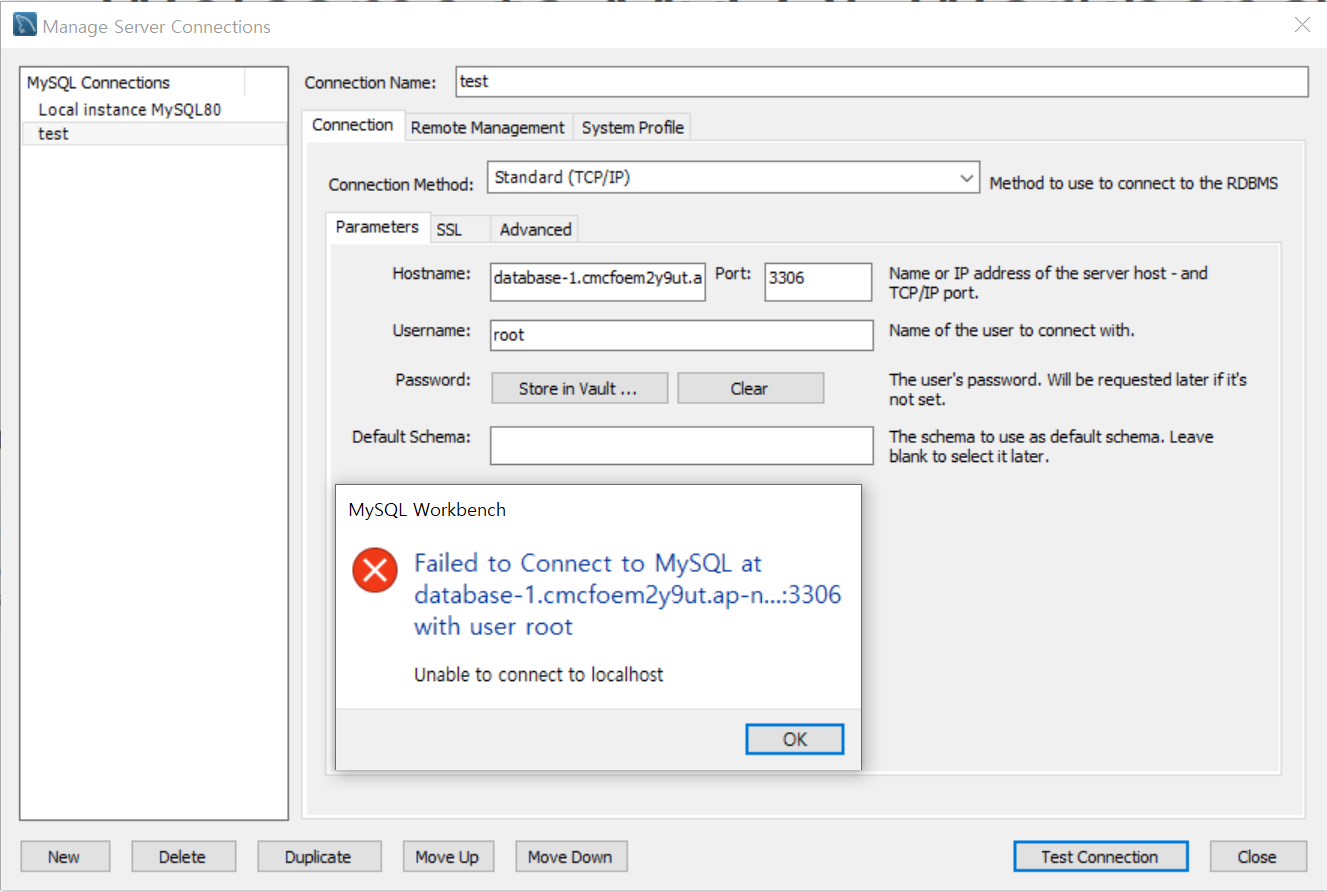 Manage Server Connections
MySQL Connections
Local instance MySQL80
test
Connection Name:
test
Connection
Remote Management
System Profile
Connection Method:
Standard (TCP/IP)
Method to use to connect to the RDBMS
Parameters
SSL
Advanced
Hostname:
database-1.cmcfoem2y9ut.a
Port:
3306
Name or IP address of the server host - and
TCP/IP port.
Username:
root
Name of the user to connect with.
Password:
Store in Vault ...
Clear
The user's password. Will be requested later if it's
not set.
Default Schema:
The schema to use as default schema. Leave
blank to select it later.
MySQL Workbench
Failed to Connect to MySQL at
database-1.cmcfoem2y9ut.ap-n...:3306
with user root
Unable to connect to localhost
OK
New
Delete
Duplicate
Move Up
Move Down
Test Connection
Close